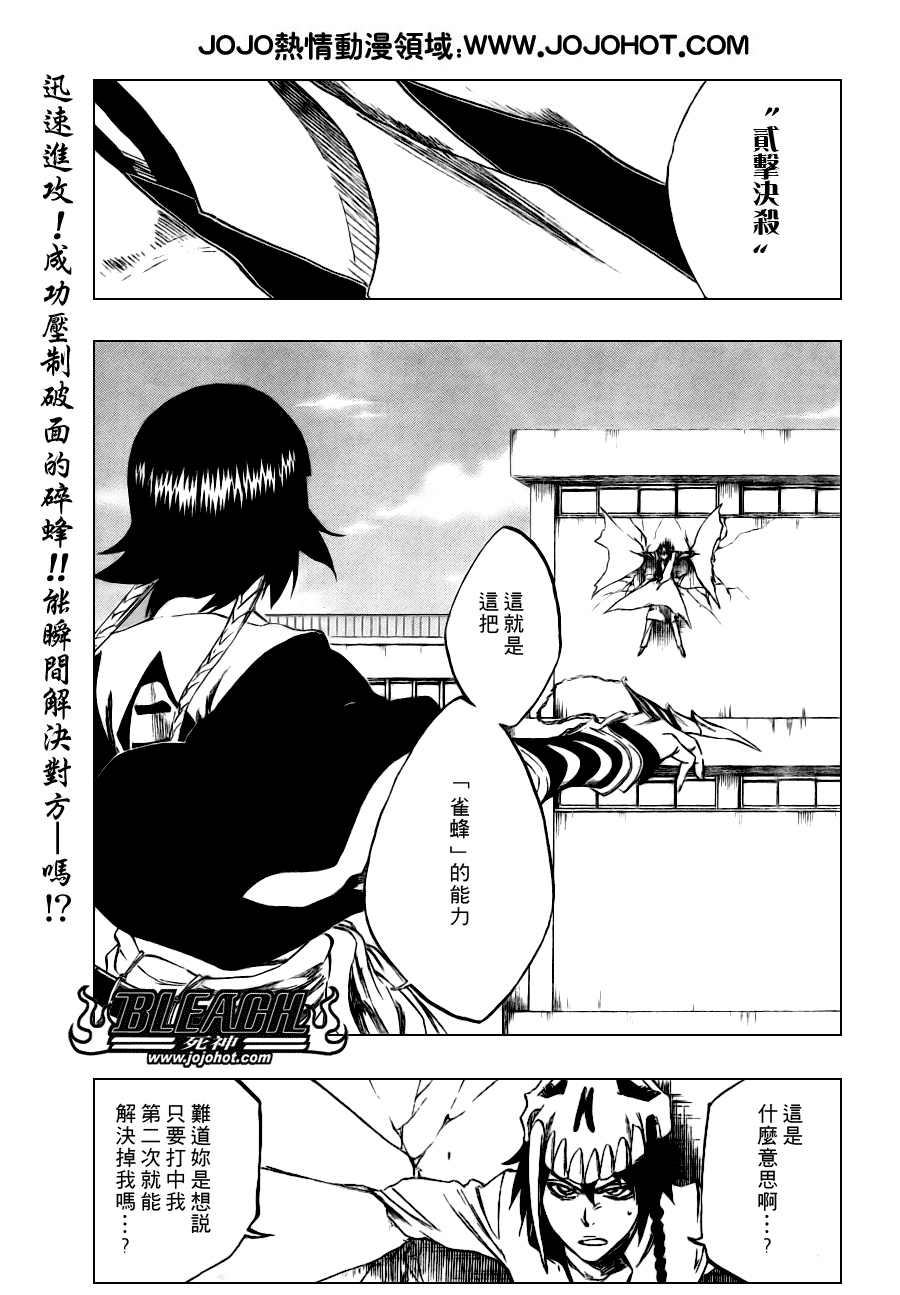 JOJO熱情動漫領域:WWW.JOJOHOT.COM
"貳擊決殺"
迅速進攻!成功壓制破面的碎蜂!!能瞬間解決對方—嗎!?
這就是
這把
「雀蜂」的能力
一
BLEACH
死神
www.jojohot.com
這是
什麼意思啊…?
難道妳是想說
只要打中我
第二次就能
解決掉我嗎…?